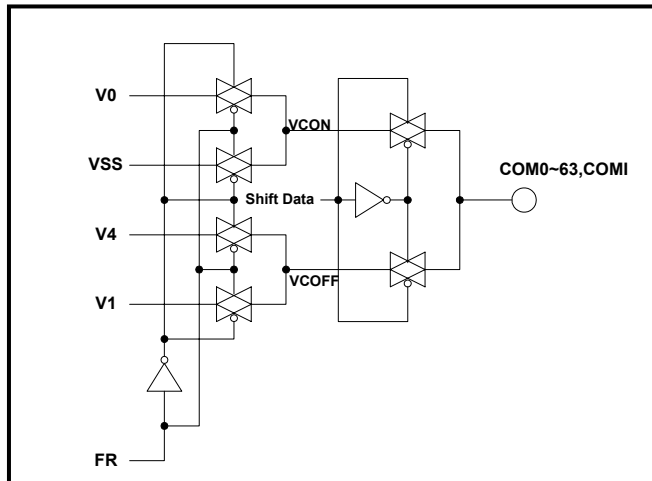 V0
VCON
VSS
COM0~63,COMI
Shift Data
V4
VCOFF
V1
FR